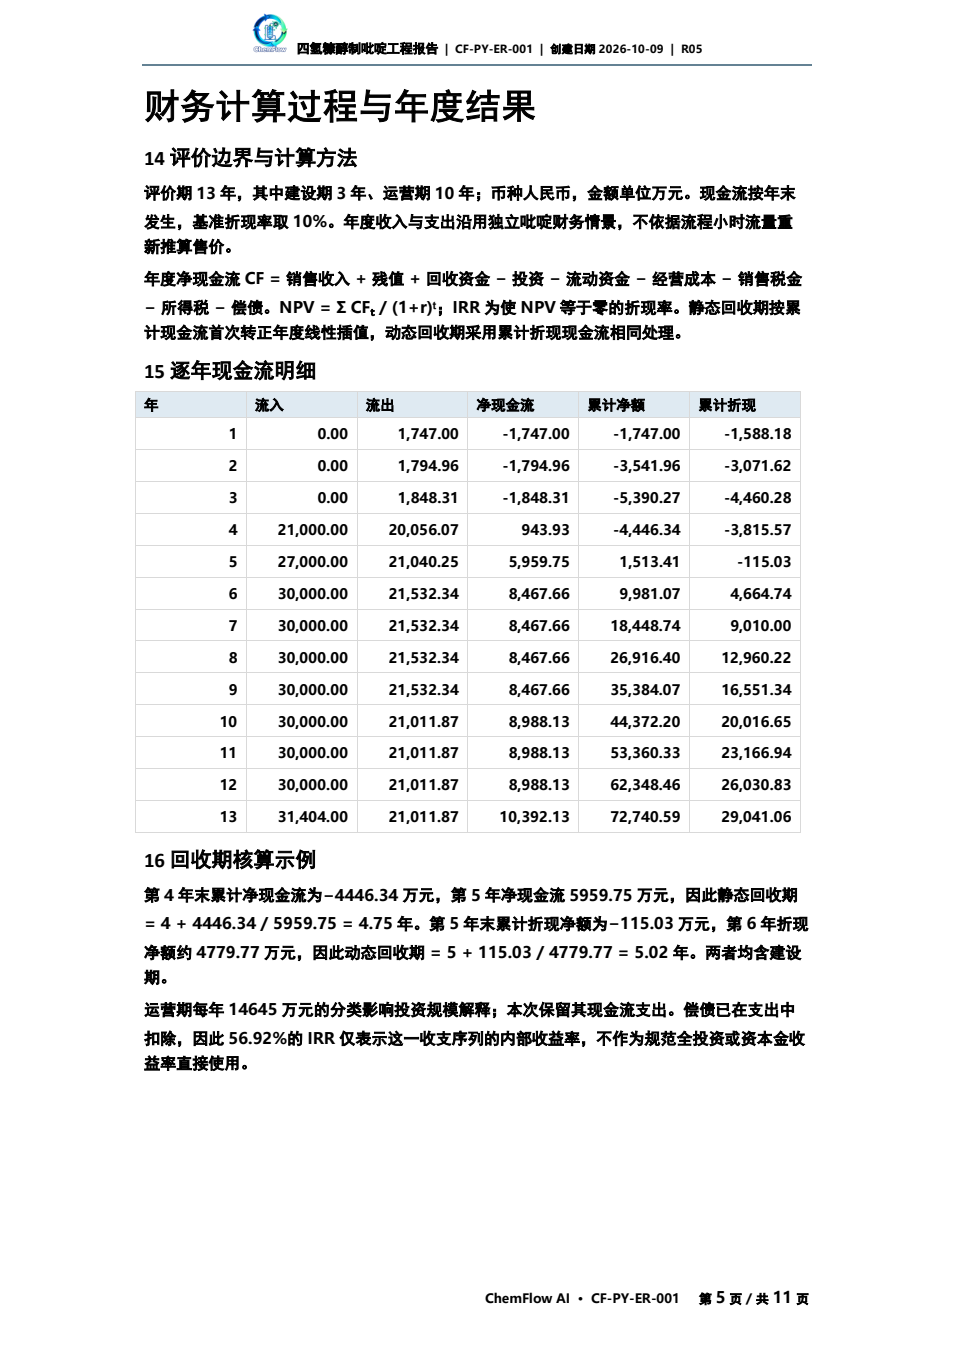 ChemFlow
四氢糠醇制吡啶工程报告 | CF-PY-ER-001 | 创建日期 2026-10-09 | R05
财务计算过程与年度结果
14 评价边界与计算方法
评价期 13 年，其中建设期 3 年、运营期 10 年；币种人民币，金额单位万元。现金流按年末
发生，基准折现率取 10%。年度收入与支出沿用独立吡啶财务情景，不依据流程小时流量重
新推算售价。
年度净现金流 CF = 销售收入 + 残值 + 回收资金 − 投资 − 流动资金 − 经营成本 − 销售税金
− 所得税 − 偿债。NPV = Σ CFₜ / (1+r)ᵗ；IRR 为使 NPV 等于零的折现率。静态回收期按累
计现金流首次转正年度线性插值，动态回收期采用累计折现现金流相同处理。
15 逐年现金流明细
年 流入 流出 净现金流 累计净额 累计折现
1 0.00 1,747.00 -1,747.00 -1,747.00 -1,588.18
2 0.00 1,794.96 -1,794.96 -3,541.96 -3,071.62
3 0.00 1,848.31 -1,848.31 -5,390.27 -4,460.28
4 21,000.00 20,056.07 943.93 -4,446.34 -3,815.57
5 27,000.00 21,040.25 5,959.75 1,513.41 -115.03
6 30,000.00 21,532.34 8,467.66 9,981.07 4,664.74
7 30,000.00 21,532.34 8,467.66 18,448.74 9,010.00
8 30,000.00 21,532.34 8,467.66 26,916.40 12,960.22
9 30,000.00 21,532.34 8,467.66 35,384.07 16,551.34
10 30,000.00 21,011.87 8,988.13 44,372.20 20,016.65
11 30,000.00 21,011.87 8,988.13 53,360.33 23,166.94
12 30,000.00 21,011.87 8,988.13 62,348.46 26,030.83
13 31,404.00 21,011.87 10,392.13 72,740.59 29,041.06
16 回收期核算示例
第 4 年末累计净现金流为−4446.34 万元，第 5 年净现金流 5959.75 万元，因此静态回收期
= 4 + 4446.34 / 5959.75 = 4.75 年。第 5 年末累计折现净额为−115.03 万元，第 6 年折现
净额约 4779.77 万元，因此动态回收期 = 5 + 115.03 / 4779.77 = 5.02 年。两者均含建设
期。
运营期每年 14645 万元的分类影响投资规模解释；本次保留其现金流支出。偿债已在支出中
扣除，因此 56.92%的 IRR 仅表示这一收支序列的内部收益率，不作为规范全投资或资本金收
益率直接使用。
ChemFlow AI • CF-PY-ER-001 第 5 页 / 共 11 页